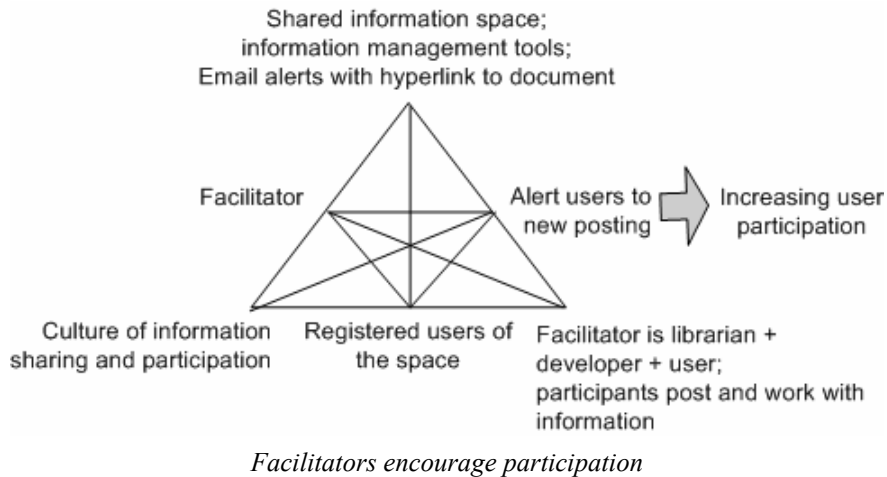 Shared information space;
information management tools;
Email alerts with hyperlink to document
Facilitator
Alert users to
new posting
Increasing user
participation
Culture of information
sharing and participation
Registered users of
the space
Facilitator is librarian +
developer + user;
participants post and work with
information
Facilitators encourage participation